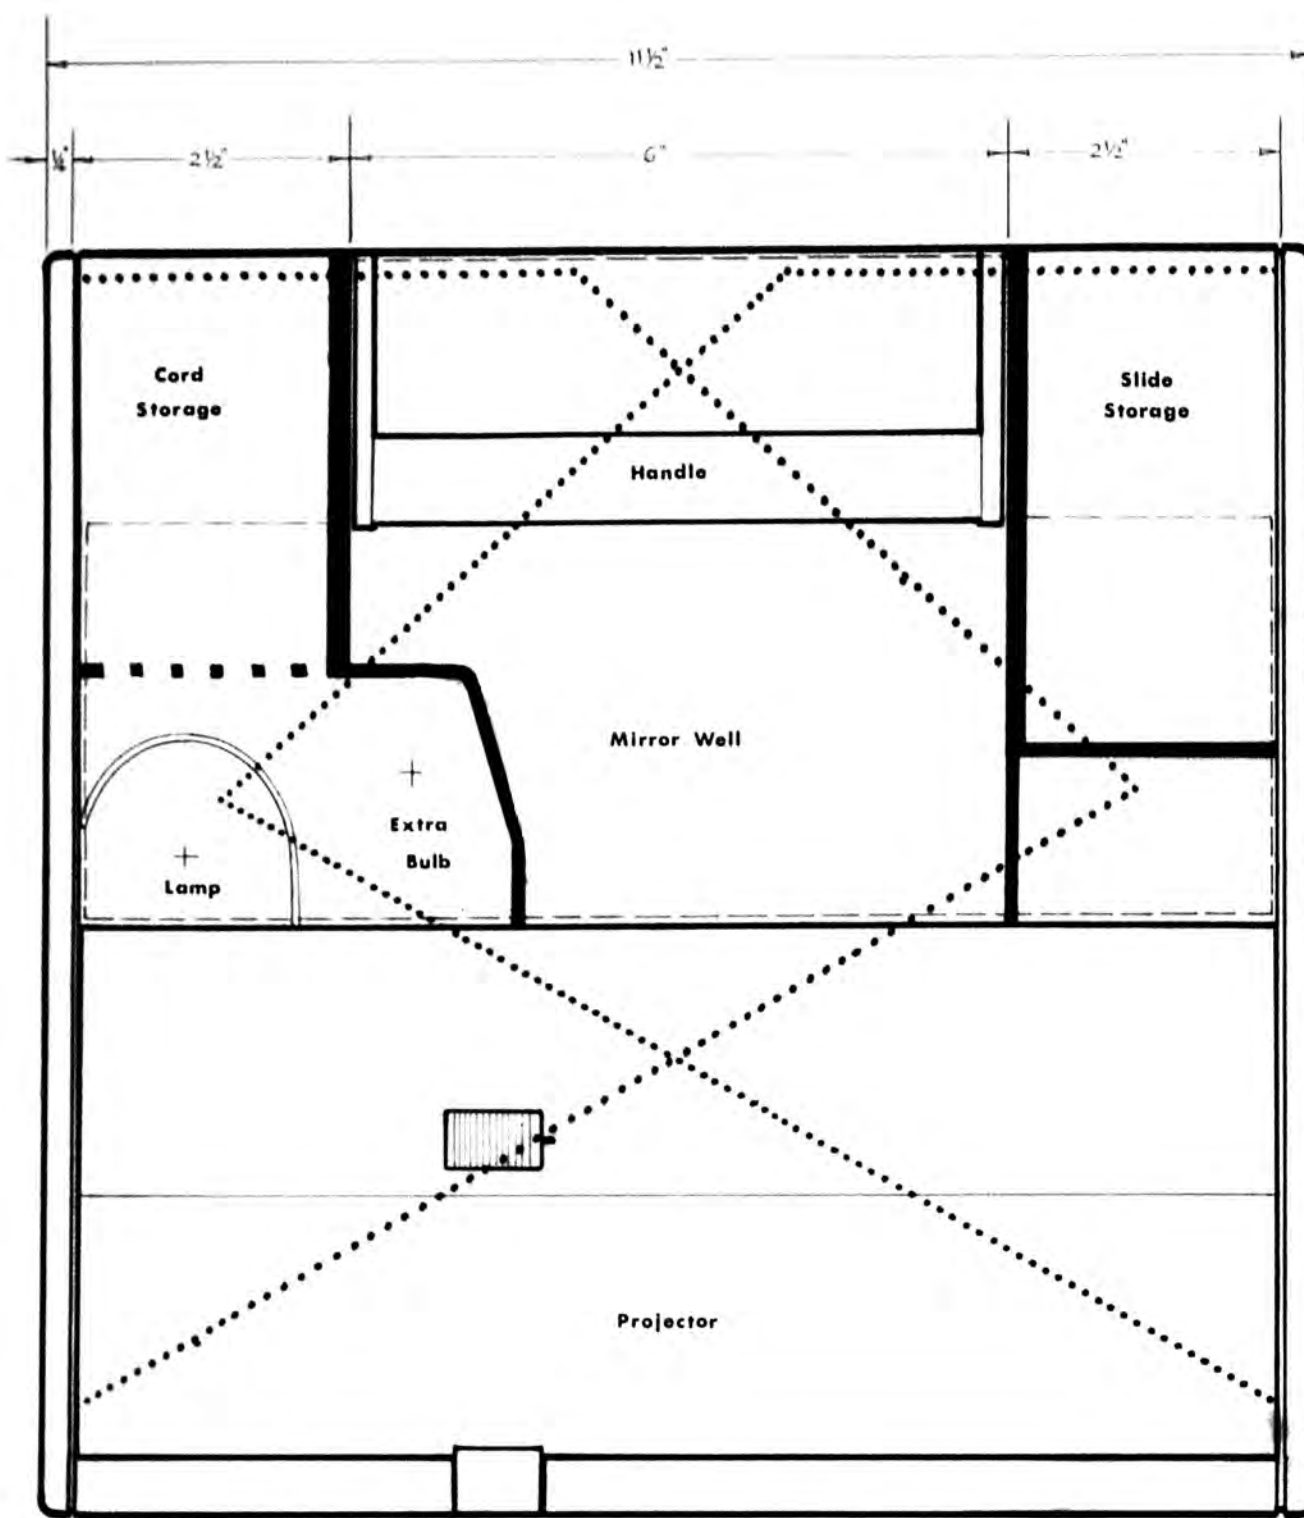 11½"
¼" 2½" 6" 2½"
Cord
Storage
Slide
Storage
Handle
Mirror Well
Extra
Bulb
Lamp
Projector